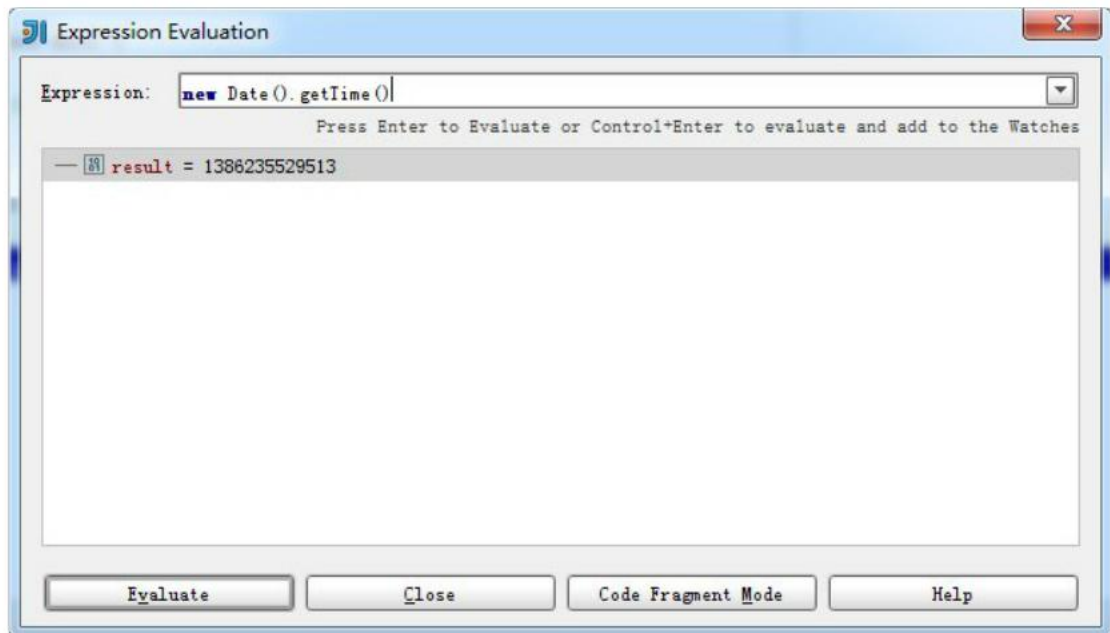 Expression Evaluation
Expression: new Date().getTime()
Press Enter to Evaluate or Control+Enter to evaluate and add to the Watches
result = 1386235529513
Evaluate Close Code Fragment Mode Help